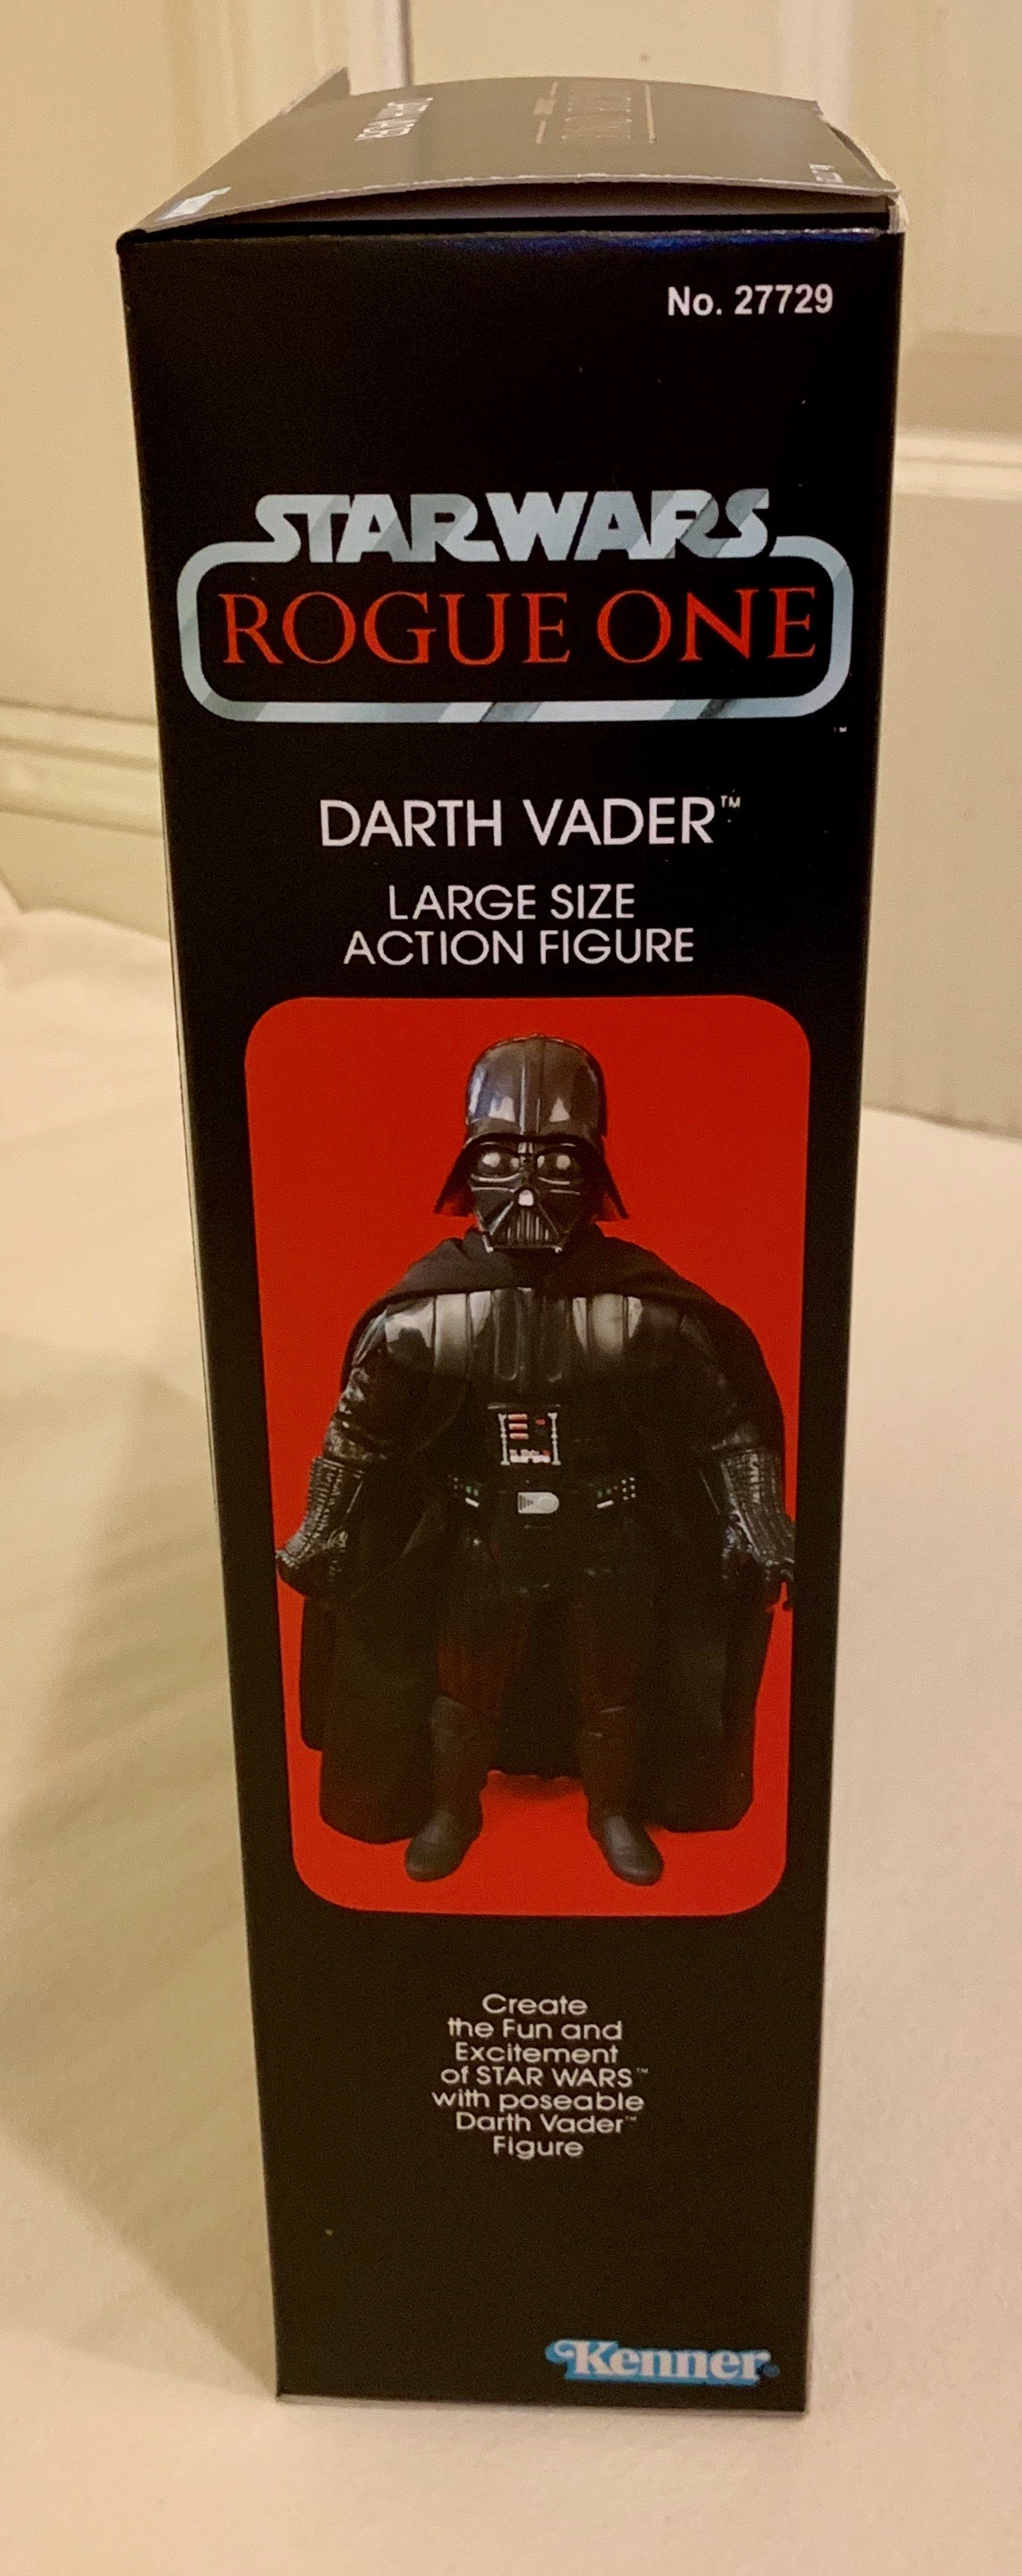 No. 27729
STAR WARS
ROGUE ONE
™
DARTH VADER™
LARGE SIZE
ACTION FIGURE
Create
the Fun and
Excitement
of STAR WARS™
with poseable
Darth Vader™
Figure
Kenner®